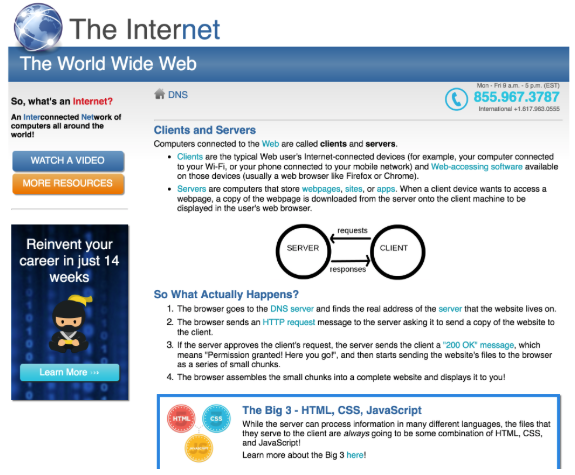 The Internet
The World Wide Web
So, what's an Internet?
An Interconnected Network of
computers all around the
world!
WATCH A VIDEO
MORE RESOURCES
Reinvent your
career in just 14
weeks
Learn More →
DNS
Mon - Fri 9 a.m. - 5 p.m. (EST)
855.967.3787
International +1.617.963.0555
Clients and Servers
Computers connected to the Web are called clients and servers.
• Clients are the typical Web user's Internet-connected devices (for example, your computer connected
to your Wi-Fi, or your phone connected to your mobile network) and Web-accessing software available
on those devices (usually a web browser like Firefox or Chrome).
• Servers are computers that store webpages, sites, or apps. When a client device wants to access a
webpage, a copy of the webpage is downloaded from the server onto the client machine to be
displayed in the user's web browser.
requests
SERVER CLIENT
responses
So What Actually Happens?
1. The browser goes to the DNS server and finds the real address of the server that the website lives on.
2. The browser sends an HTTP request message to the server asking it to send a copy of the website to
the client.
3. If the server approves the client's request, the server sends the client a "200 OK" message, which
means "Permission granted! Here you go!", and then starts sending the website's files to the browser
as a series of small chunks.
4. The browser assembles the small chunks into a complete website and displays it to you!
HTML CSS
The Big 3 - HTML, CSS, JavaScript
While the server can process information in many different languages, the files that
they serve to the client are always going to be some combination of HTML, CSS,
and JavaScript!
Learn more about the Big 3 here!